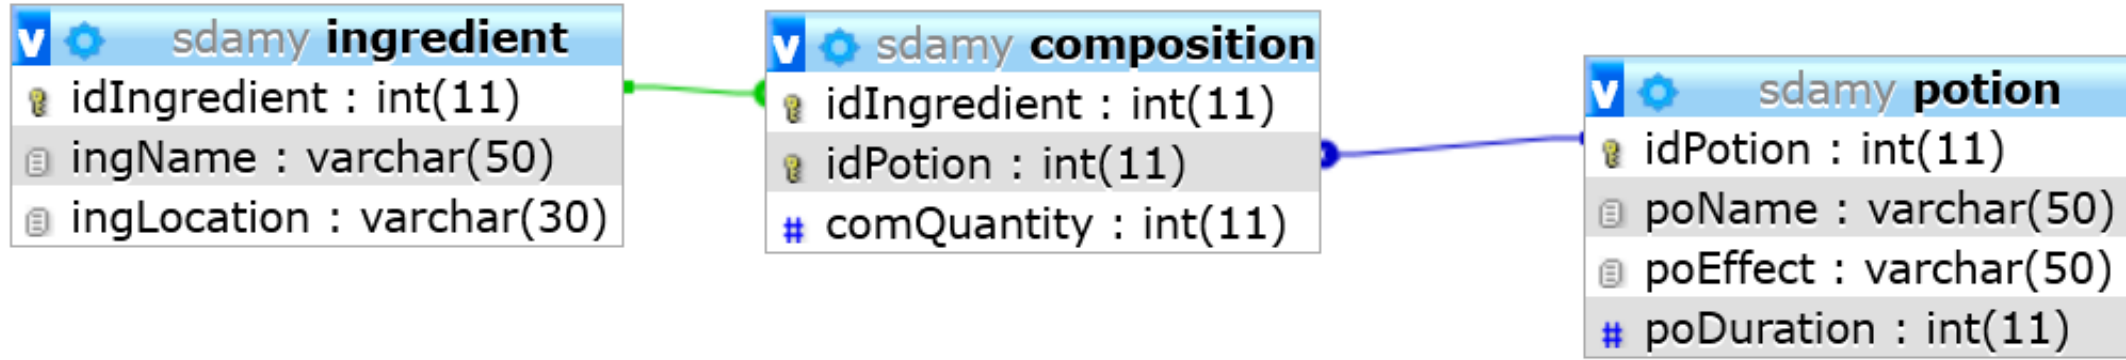 v sdamy ingredient
idIngredient : int(11)
ingName : varchar(50)
ingLocation : varchar(30)
v sdamy composition
idIngredient : int(11)
idPotion : int(11)
# comQuantity : int(11)
v sdamy potion
idPotion : int(11)
poName : varchar(50)
poEffect : varchar(50)
# poDuration : int(11)